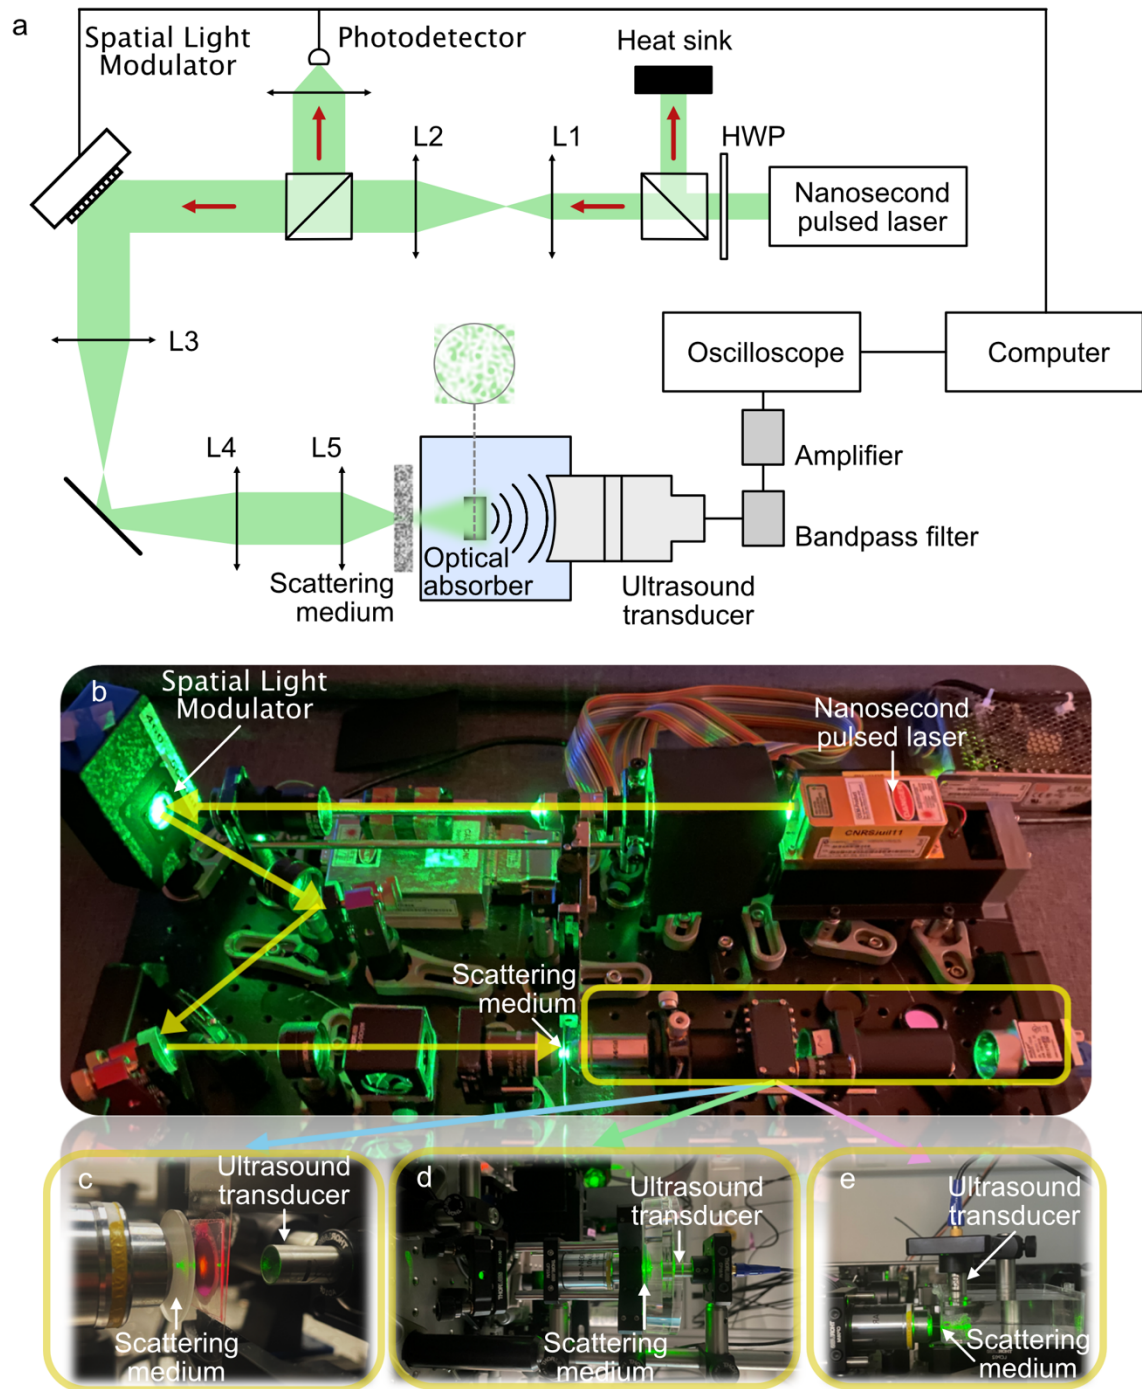 a
Spatial Light
Modulator
Photodetector
Heat sink
L2
L1
HWP
Nanosecond
pulsed laser
L3
Oscilloscope
Computer
L4
L5
Amplifier
Bandpass filter
Optical
absorber
Scattering
medium
Ultrasound
transducer
b
Spatial Light
Modulator
Nanosecond
pulsed laser
CNRSjuil11
Scattering
medium
c
Ultrasound
transducer
Scattering
medium
d
Ultrasound
transducer
Scattering
medium
e
Ultrasound
transducer
Scattering
medium